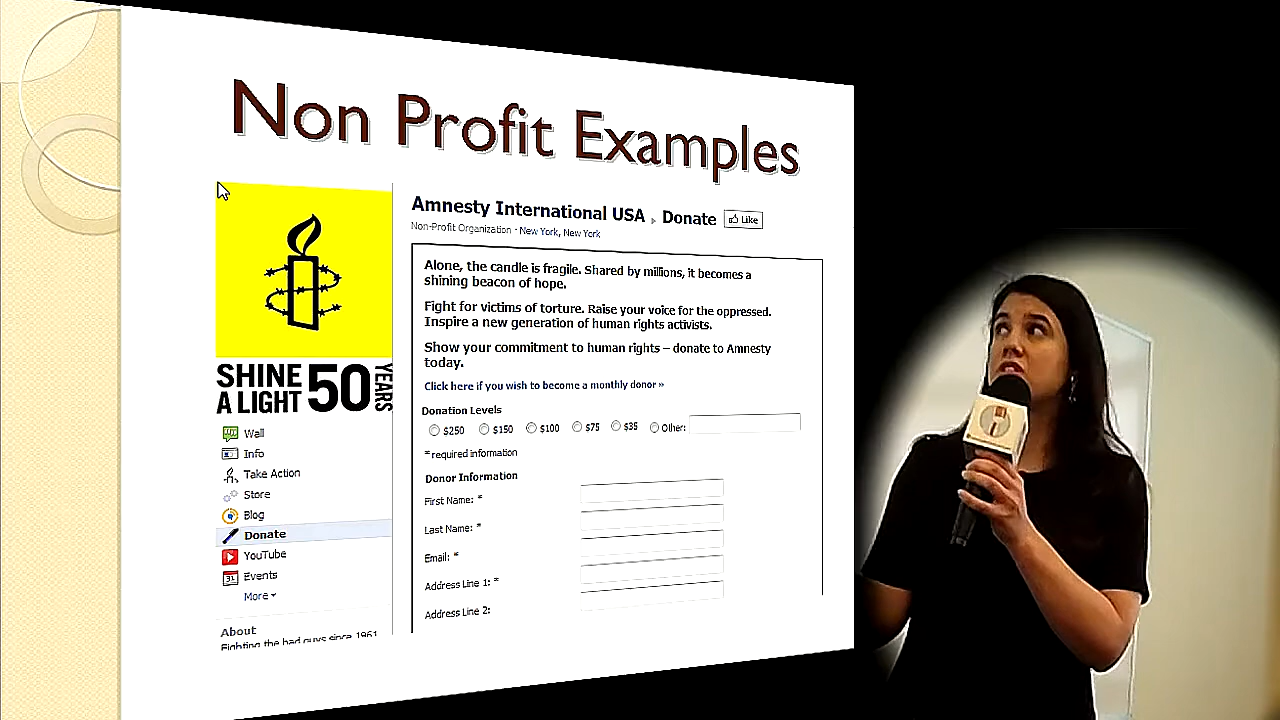 Non Profit Examples
SHINE
A LIGHT 50 YEARS
Wall
Info
Take Action
Store
Blog
Donate
YouTube
31 Events
More
About
Fighting the bad guys since 1961
Amnesty International USA ▸ Donate Like
Non-Profit Organization · New York, New York
Alone, the candle is fragile. Shared by millions, it becomes a
shining beacon of hope.
Fight for victims of torture. Raise your voice for the oppressed.
Inspire a new generation of human rights activists.
Show your commitment to human rights – donate to Amnesty
today.
Click here if you wish to become a monthly donor »
Donation Levels
$250 $150 $100 $75 $35 Other:
* required information
Donor Information
First Name: *
Last Name: *
Email: *
Address Line 1: *
Address Line 2: